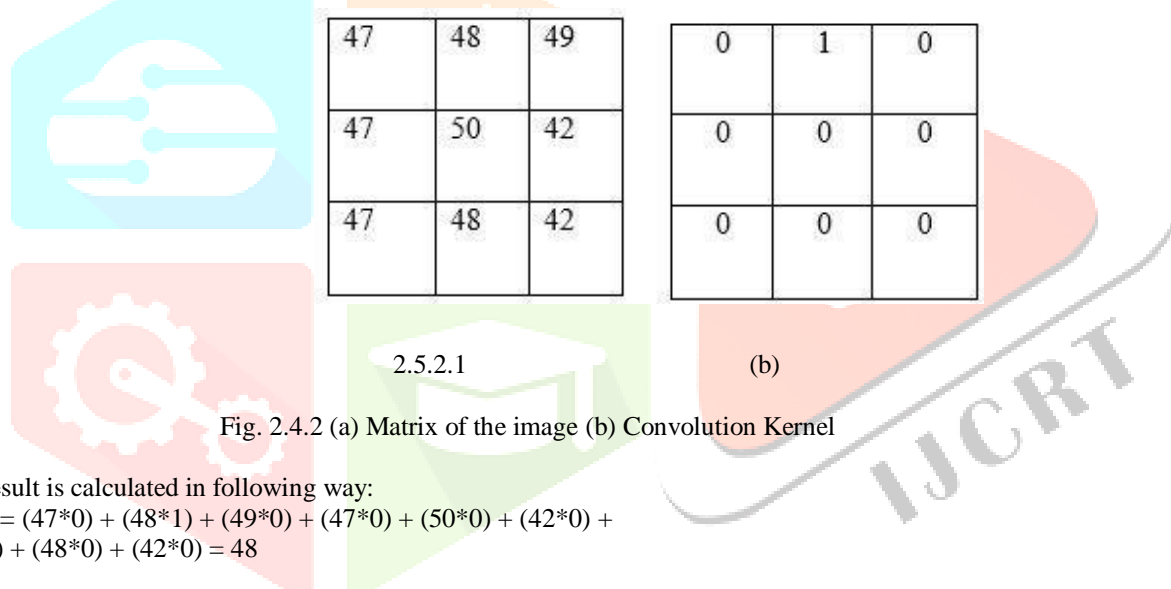 47 48 49
47 50 42
47 48 42
0 1 0
0 0 0
0 0 0
2.5.2.1 (b)
Fig. 2.4.2 (a) Matrix of the image (b) Convolution Kernel
esult is calculated in following way:
= (47*0) + (48*1) + (49*0) + (47*0) + (50*0) + (42*0) +
) + (48*0) + (42*0) = 48
IJCRT